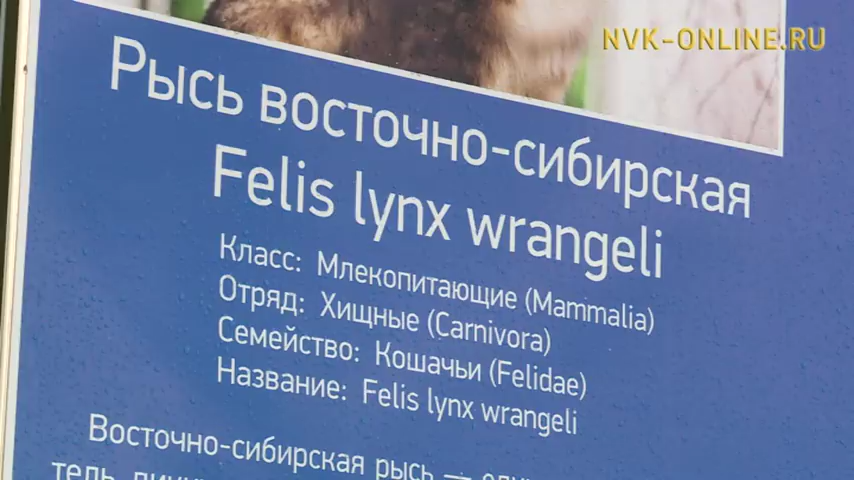 NVK-ONLINE.RU
Рысь восточно-сибирская
Felis lynx wrangeli
Класс: Млекопитающие (Mammalia)
Отряд: Хищные (Carnivora)
Семейство: Кошачьи (Felidae)
Название: Felis lynx wrangeli
Восточно-сибирская рысь —
тель